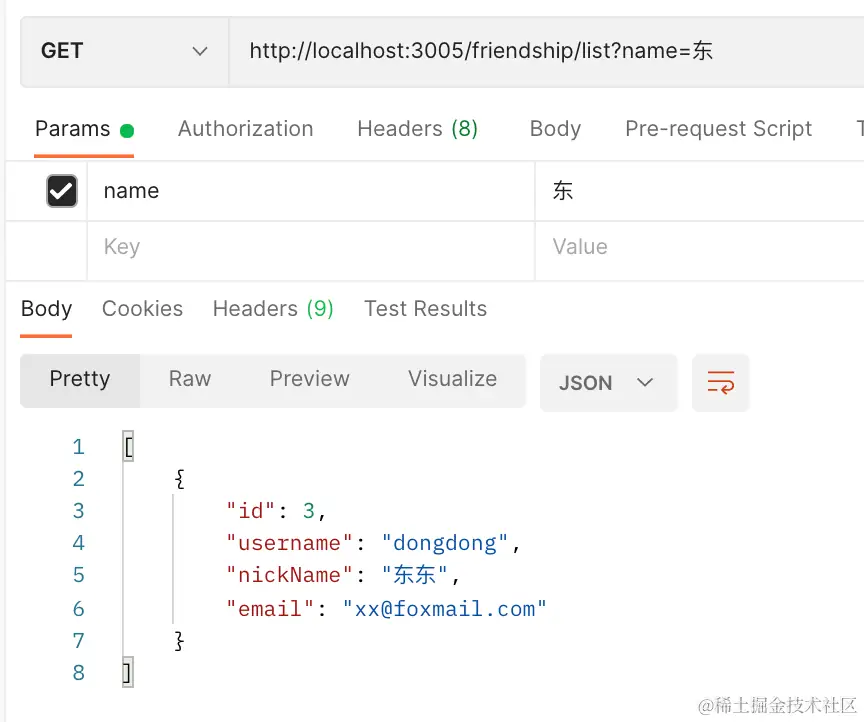 GET http://localhost:3005/friendship/list?name=东
Params Authorization Headers (8) Body Pre-request Script
name 东
Key Value
Body Cookies Headers (9) Test Results
Pretty Raw Preview Visualize JSON
1 [
2 {
3 "id": 3,
4 "username": "dongdong",
5 "nickName": "东东",
6 "email": "xx@foxmail.com"
7 }
8 ]
@稀土掘金技术社区